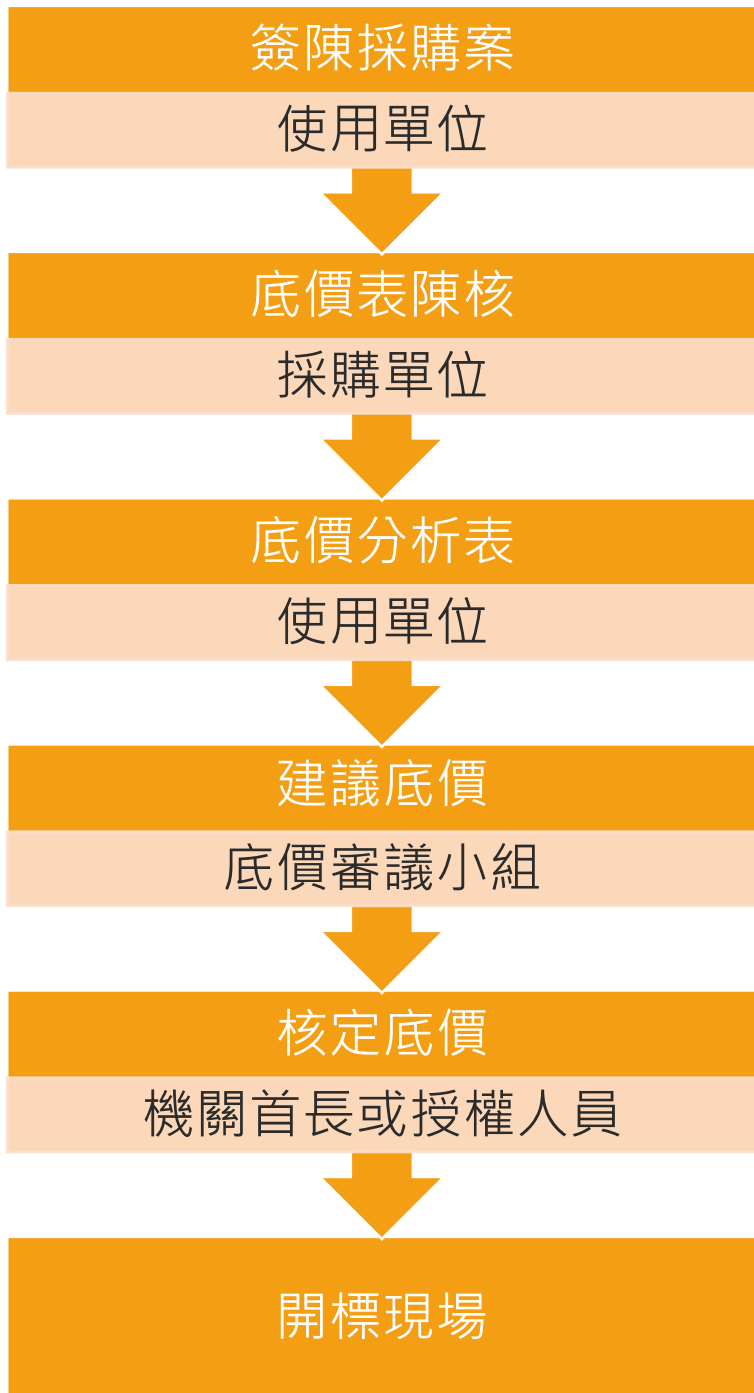 簽陳採購案
使用單位
底價表陳核
採購單位
底價分析表
使用單位
建議底價
底價審議小組
核定底價
機關首長或授權人員
開標現場